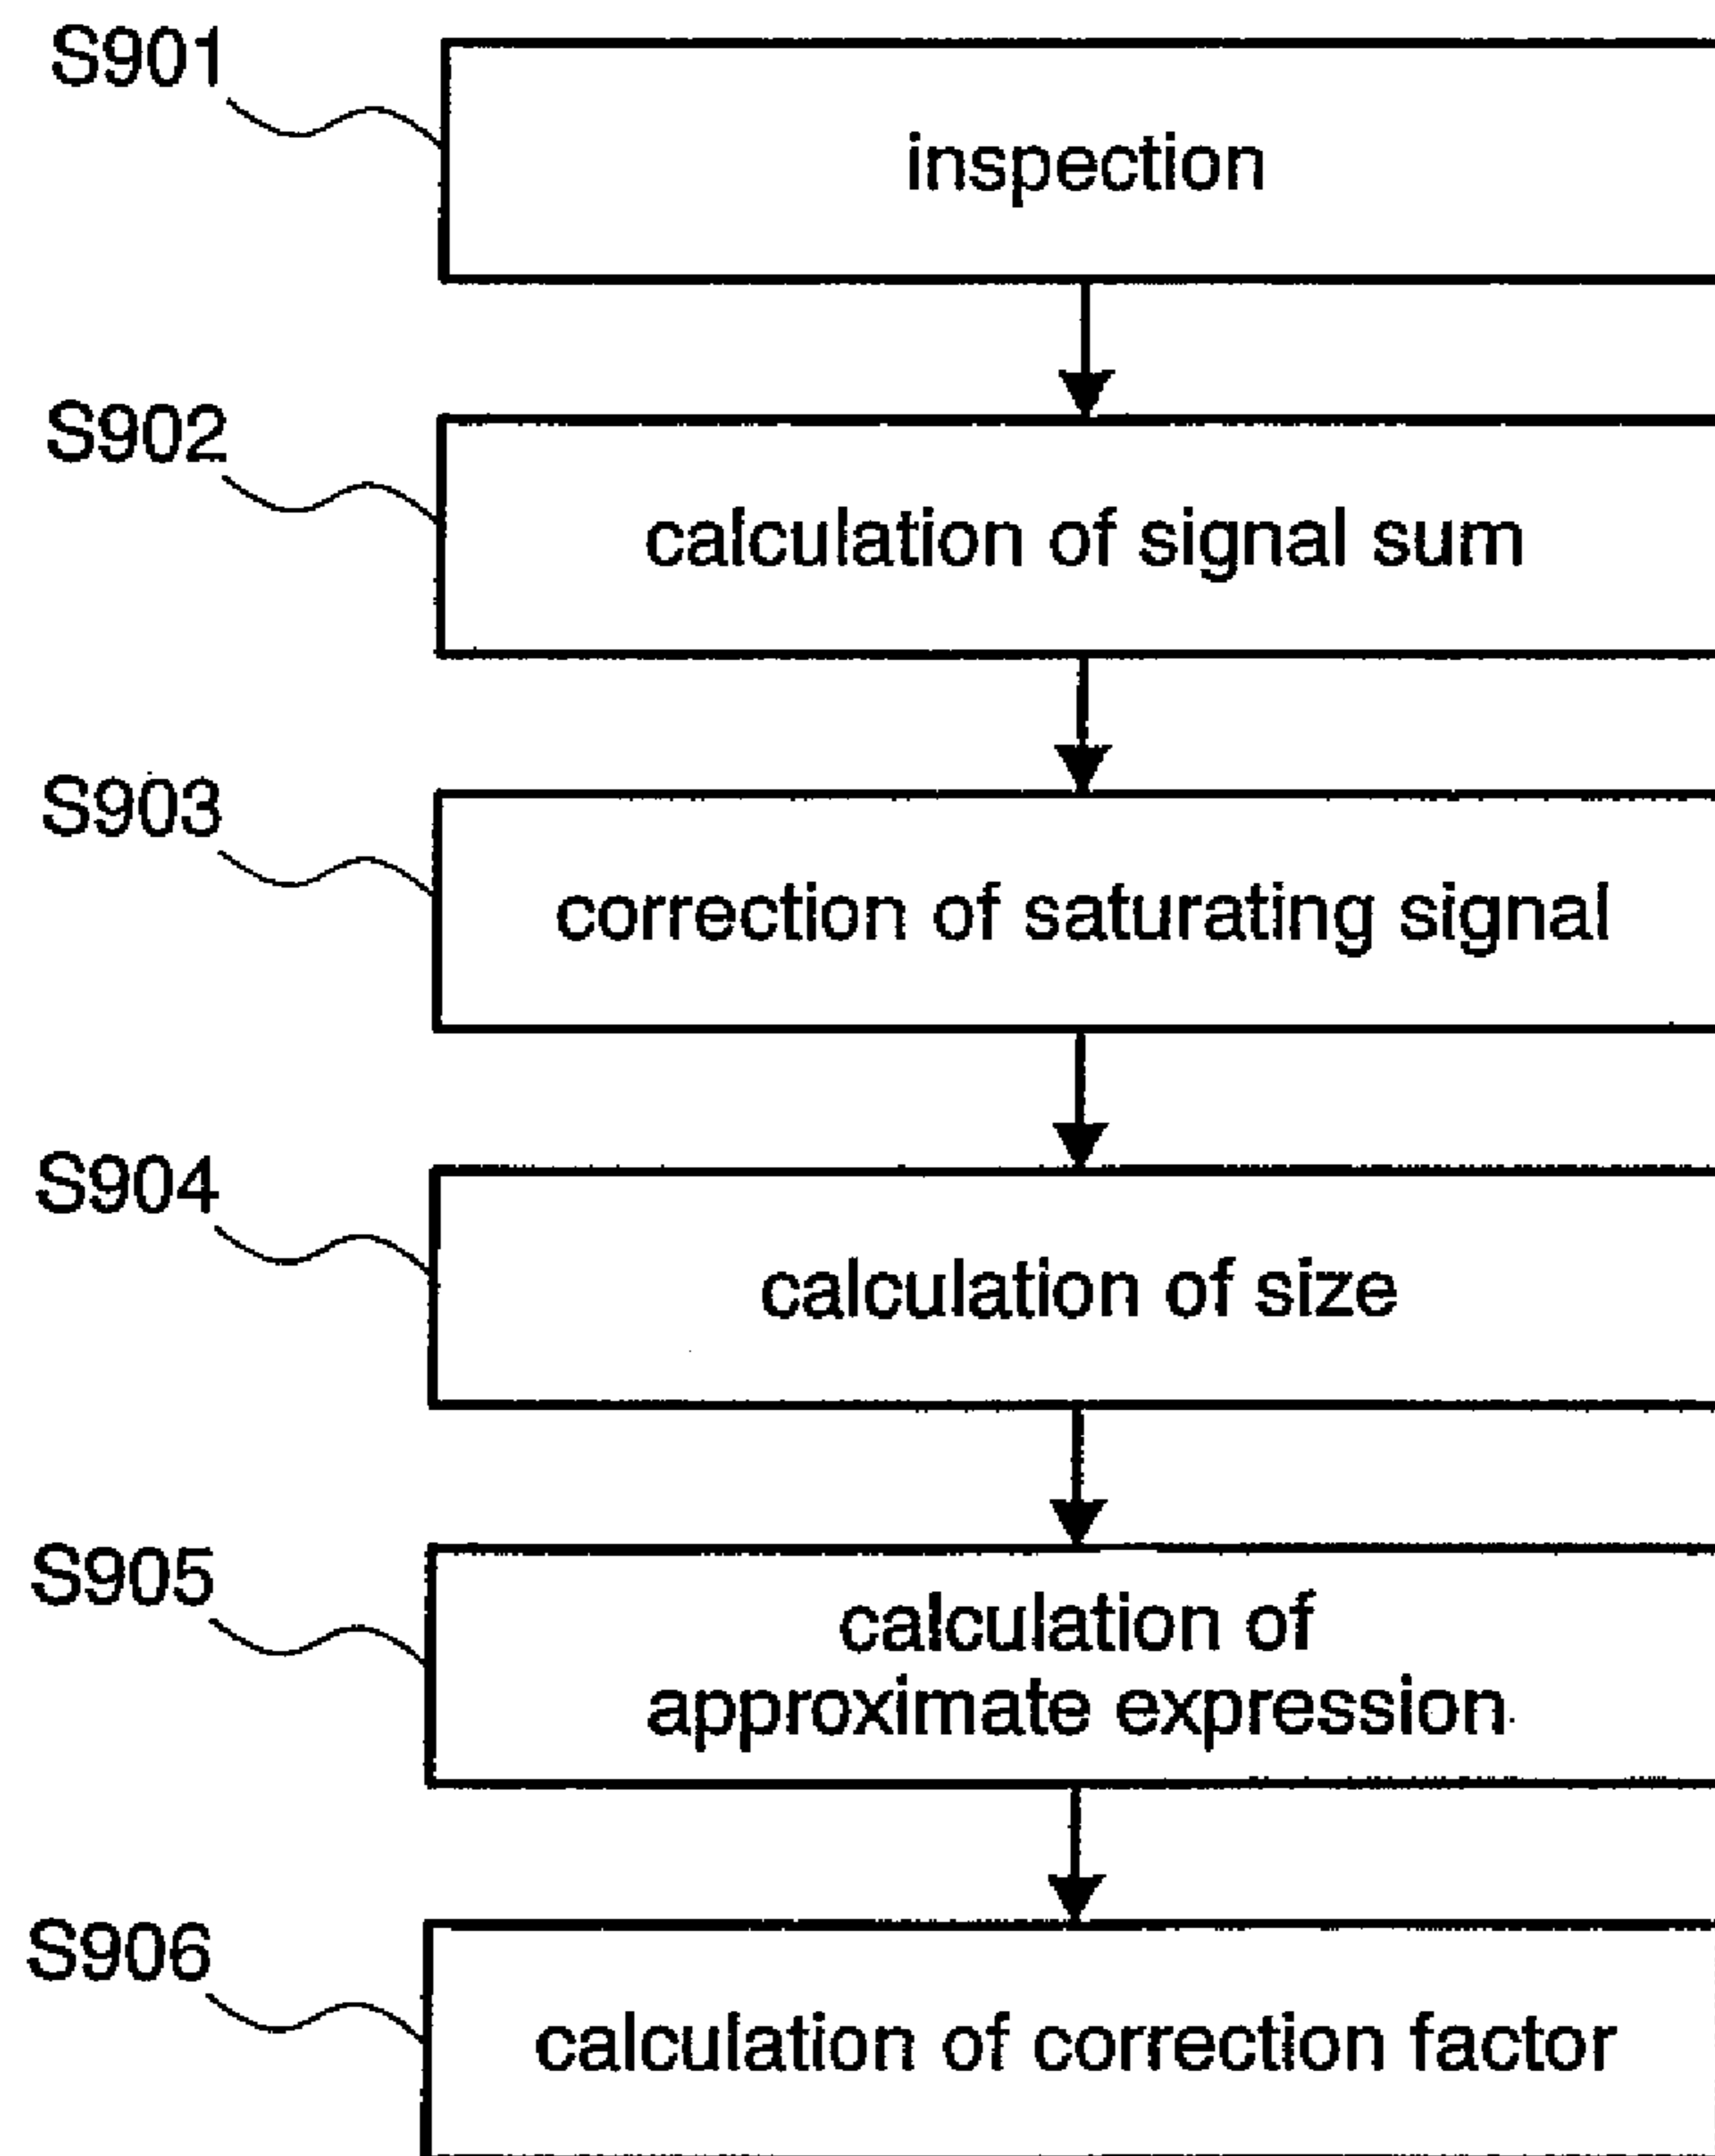 S901
inspection
S902
calculation of signal sum
S903
correction of saturating signal
S904
calculation of size
S905
calculation of
approximate expression
S906
calculation of correction factor